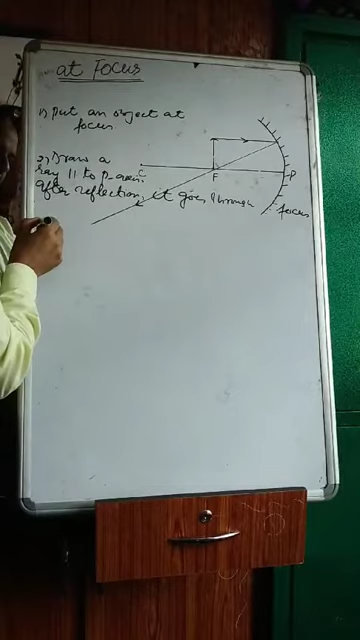 at Focus
1) Put an object at
focus
2) Draw a
ray || to p-axis.
after reflection, it goes through
focus
C
F
P